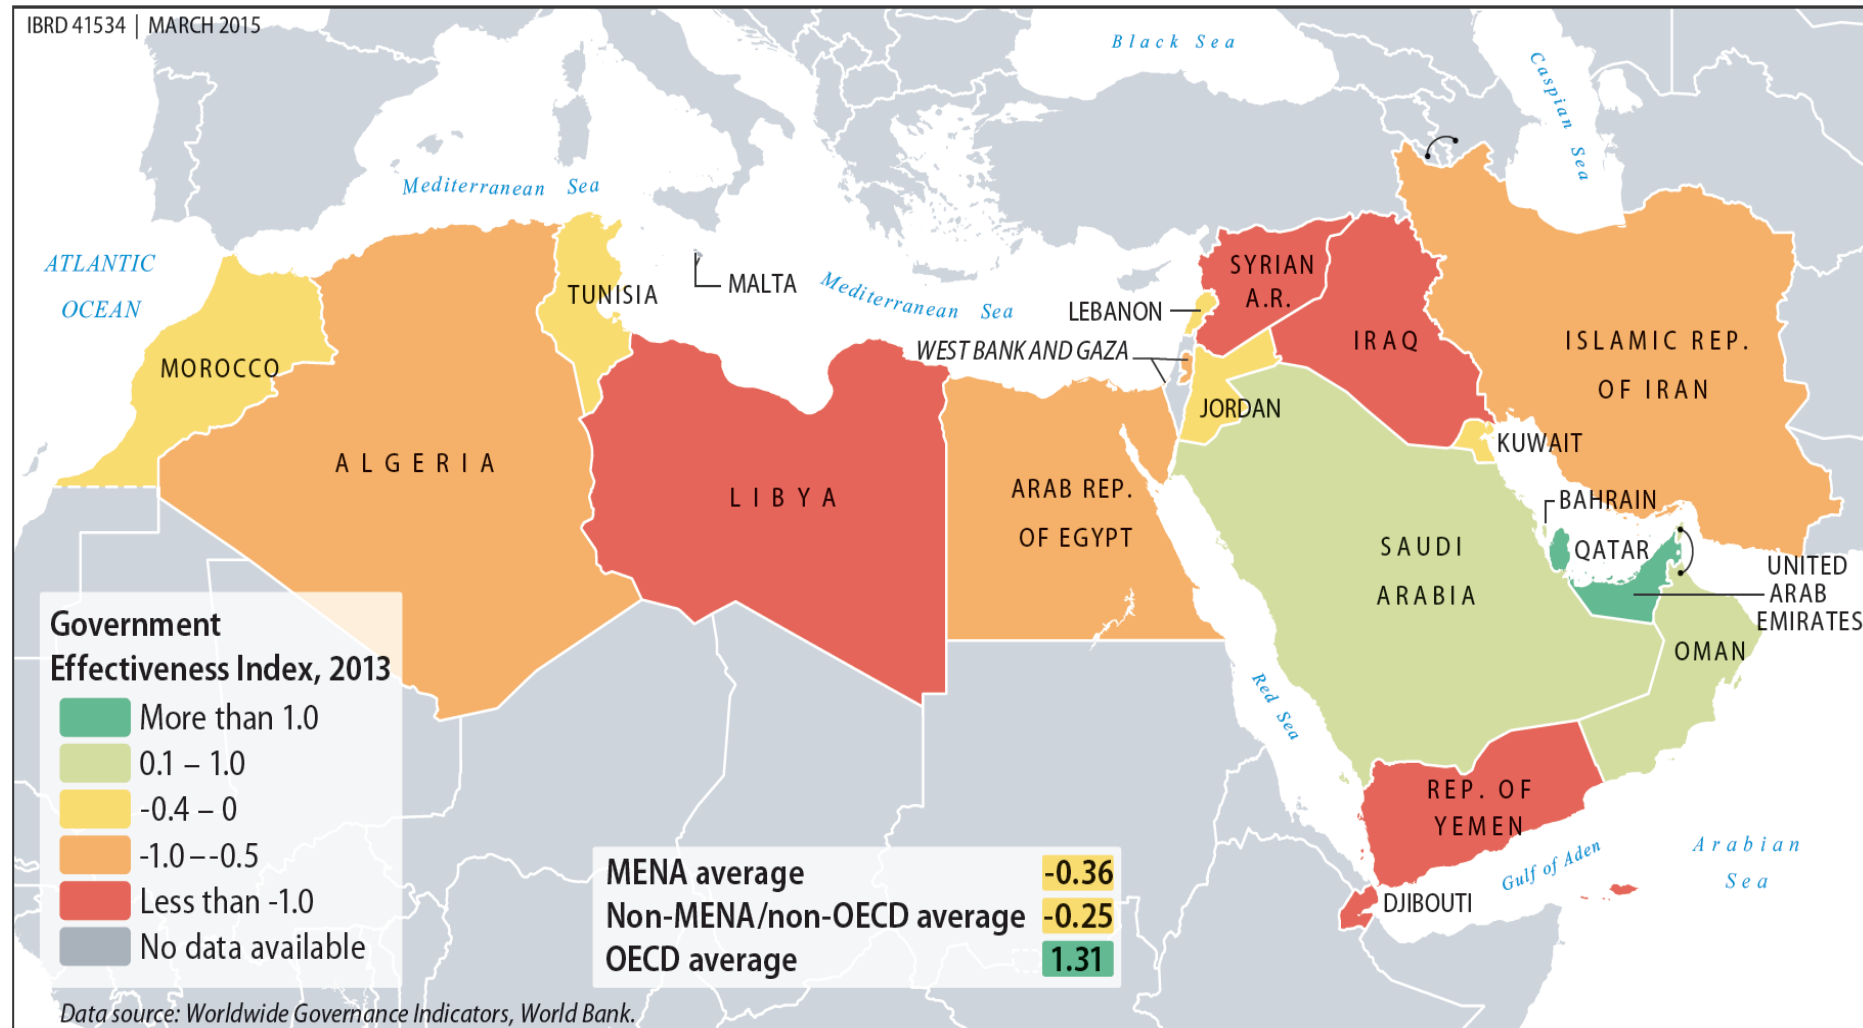 IBRD 41534 | MARCH 2015
Black Sea
Caspian Sea
Mediterranean Sea
ATLANTIC
OCEAN
TUNISIA
MALTA
Mediterranean Sea
SYRIAN
A.R.
LEBANON
WEST BANK AND GAZA
IRAQ
ISLAMIC REP.
OF IRAN
MOROCCO
JORDAN
KUWAIT
ALGERIA
LIBYA
ARAB REP.
OF EGYPT
BAHRAIN
QATAR
SAUDI
ARABIA
UNITED
ARAB
EMIRATES
OMAN
Red Sea
REP. OF
YEMEN
Gulf of Aden
Arabian
Sea
DJIBOUTI
Government
Effectiveness Index, 2013
More than 1.0
0.1 – 1.0
-0.4 – 0
-1.0 – -0.5
Less than -1.0
No data available
MENA average -0.36
Non-MENA/non-OECD average -0.25
OECD average 1.31
Data source: Worldwide Governance Indicators, World Bank.